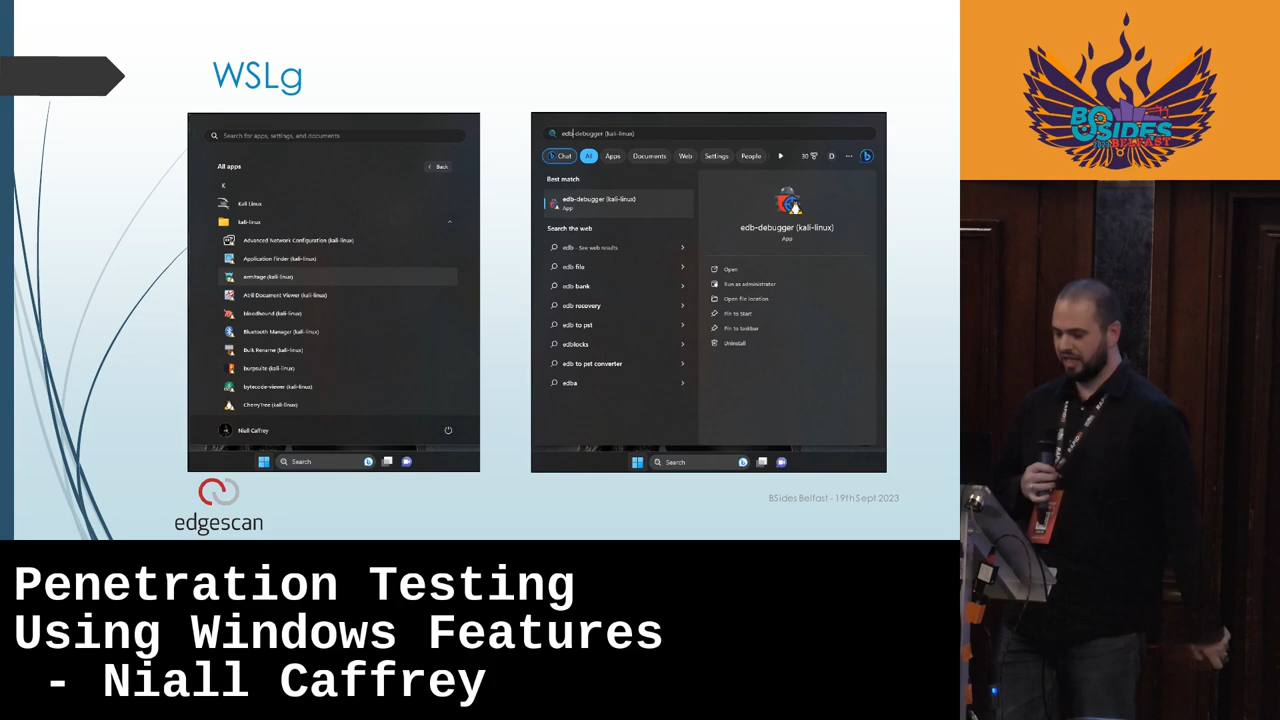 WSLg
Search for apps, settings, and documents
All apps
Back
K
Kali Linux
kali-linux
Advanced Network Configuration (kali-linux)
Application Finder (kali-linux)
armitage (kali-linux)
Atril Document Viewer (kali-linux)
bloodhound (kali-linux)
Bluetooth Manager (kali-linux)
Bulk Rename (kali-linux)
burpsuite (kali-linux)
bytecode-viewer (kali-linux)
CherryTree (kali-linux)
Niall Caffrey
Search
edb-debugger (kali-linux)
Chat All Apps Documents Web Settings People 30 D
Best match
edb-debugger (kali-linux)
App
Search the web
edb - See web results
edb file
edb bank
edb recovery
edb to pst
edblocks
edb to pst converter
edba
edb-debugger (kali-linux)
App
Open
Run as administrator
Open file location
Pin to Start
Pin to taskbar
Uninstall
Search
edgescan
BSides Belfast - 19th Sept 2023
BSIDES
BELFAST
Penetration Testing
Using Windows Features
- Niall Caffrey